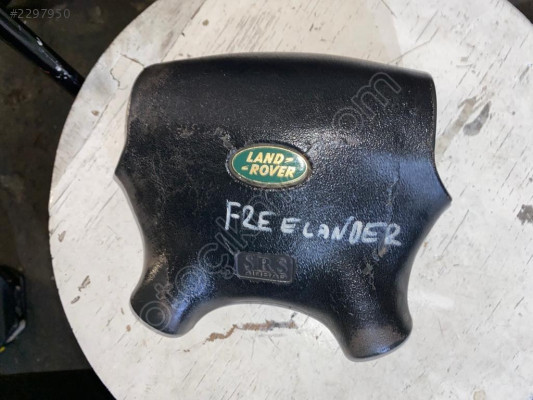 #2297950
LAND-
-ROVER
FREELANDER
SRS
AIRBAG